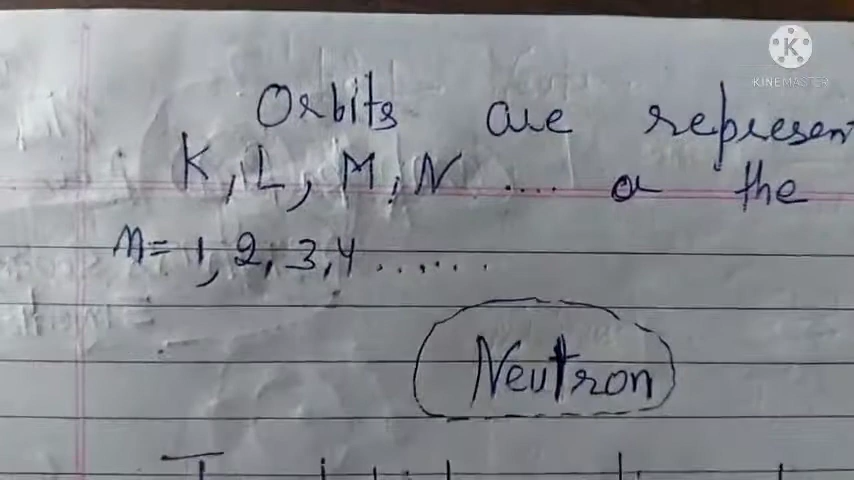 KINEMASTER
Orbits are represen
K, L, M, N .... or the
n = 1, 2, 3, 4 ......
Neutron